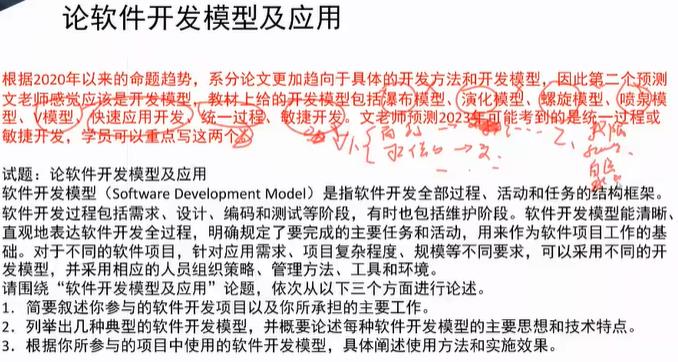 论软件开发模型及应用
根据2020年以来的命题趋势，系分论文更加趋向于具体的开发方法和开发模型，因此第二个预测
文老师感觉应该是开发模型，教材上给的开发模型包括瀑布模型、演化模型、螺旋模型、喷泉模
型、V模型、快速应用开发、统一过程、敏捷开发。文老师预测2023年可能考到的是统一过程或
敏捷开发，学员可以重点写这两个
试题：论软件开发模型及应用
软件开发模型（Software Development Model）是指软件开发全部过程、活动和任务的结构框架。
软件开发过程包括需求、设计、编码和测试等阶段，有时也包括维护阶段。软件开发模型能清晰、
直观地表达软件开发全过程，明确规定了要完成的主要任务和活动，用来作为软件项目工作的基
础。对于不同的软件项目，针对应用需求、项目复杂程度、规模等不同要求，可以采用不同的开
发模型，并采用相应的人员组织策略、管理方法、工具和环境。
请围绕“软件开发模型及应用”论题，依次从以下三个方面进行论述。
1．简要叙述你参与的软件开发项目以及你所承担的主要工作。
2．列举出几种典型的软件开发模型，并概要论述每种软件开发模型的主要思想和技术特点。
3．根据你所参与的项目中使用的软件开发模型，具体阐述使用方法和实施效果。